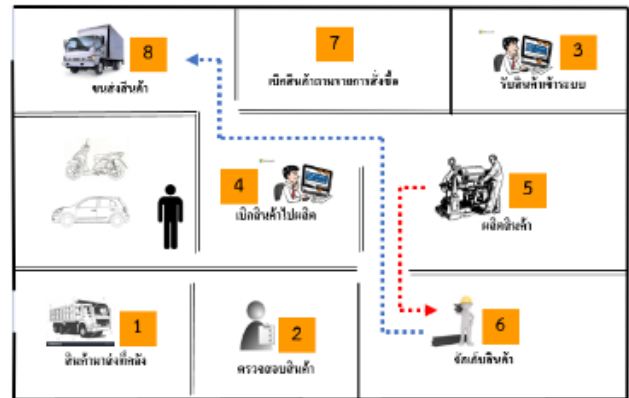 8
ขนส่งสินค้า
7
เบิกสินค้าตามรายการสั่งซื้อ
3
รับสินค้าเข้าระบบ
4
เบิกสินค้าไปผลิต
5
ผลิตสินค้า
1
สินค้ามาส่งที่คลัง
2
ตรวจสอบสินค้า
6
จัดเก็บสินค้า